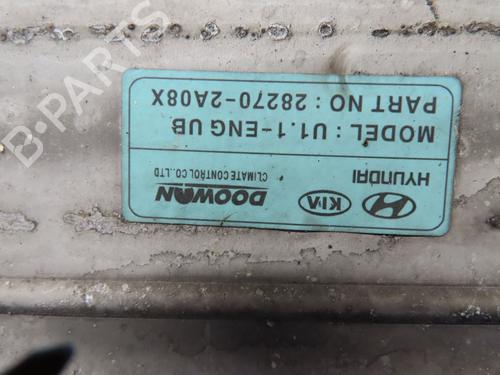 HYUNDAI KIA DOOWON
CLIMATE CONTROL CO., LTD
MODEL : U1.1-ENG UB
PART NO : 28270-2A08X
B-PARTS